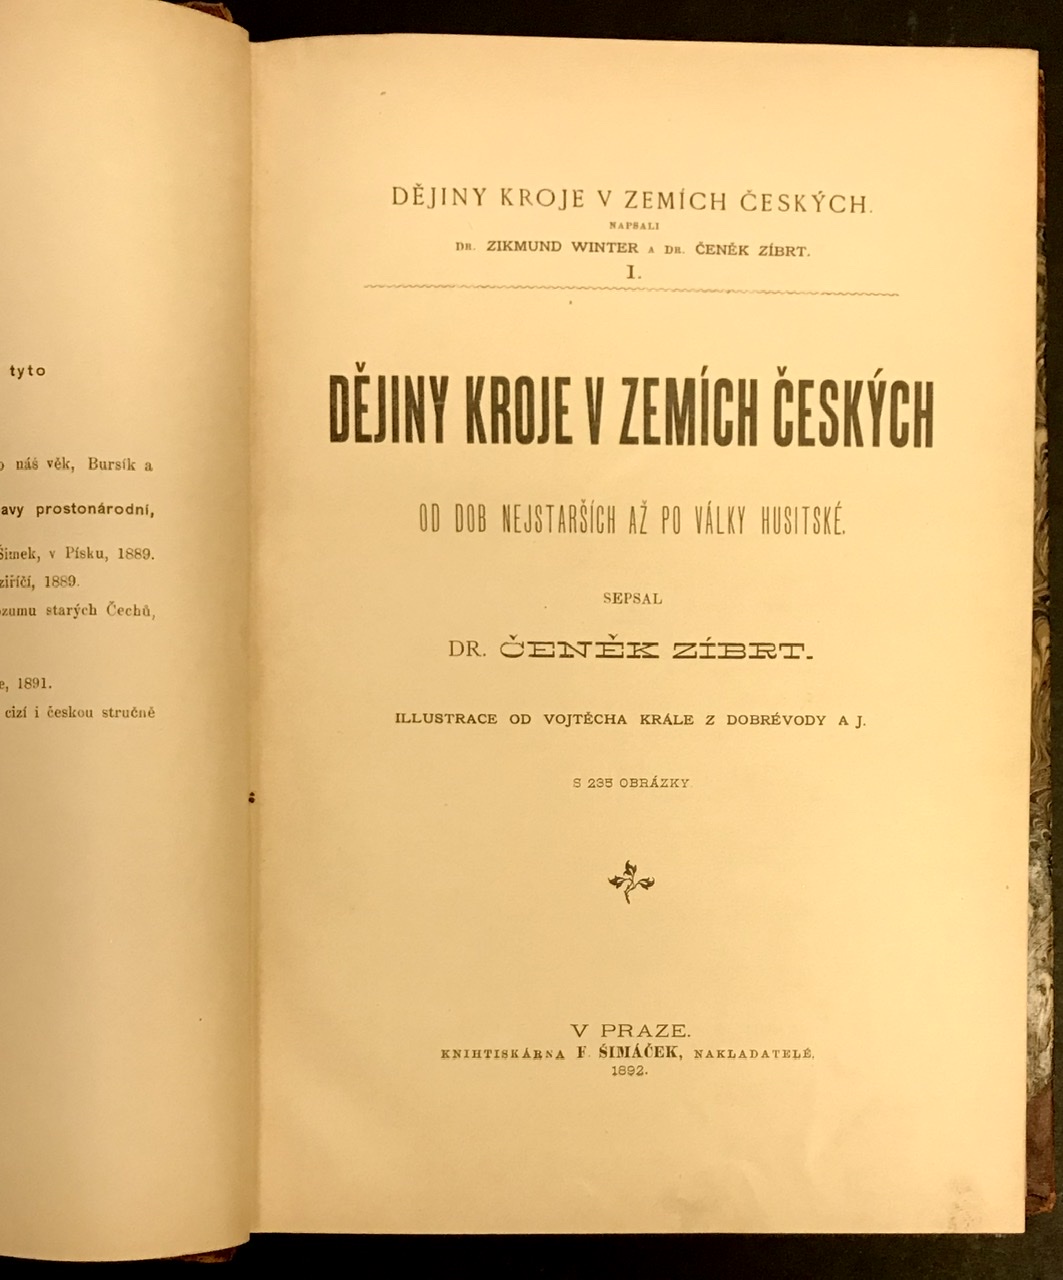 tyto
náš věk, Bursík a
prostonárodní,
Šimek, v Písku, 1889.
1889.
starých Čechů,
1891.
cizí i českou stručně
DĚJINY KROJE V ZEMÍCH ČESKÝCH.
NAPSALI
DR. ZIKMUND WINTER A DR. ČENĚK ZÍBRT.
I.
DĚJINY KROJE V ZEMÍCH ČESKÝCH
OD DOB NEJSTARŠÍCH AŽ PO VÁLKY HUSITSKÉ.
SEPSAL
DR. ČENĚK ZÍBRT.
ILLUSTRACE OD VOJTĚCHA KRÁLE Z DOBRÉVODY A J.
S 235 OBRÁZKY.
V PRAZE.
KNIHTISKÁRNA F. ŠIMÁČEK, NAKLADATELÉ.
1892.